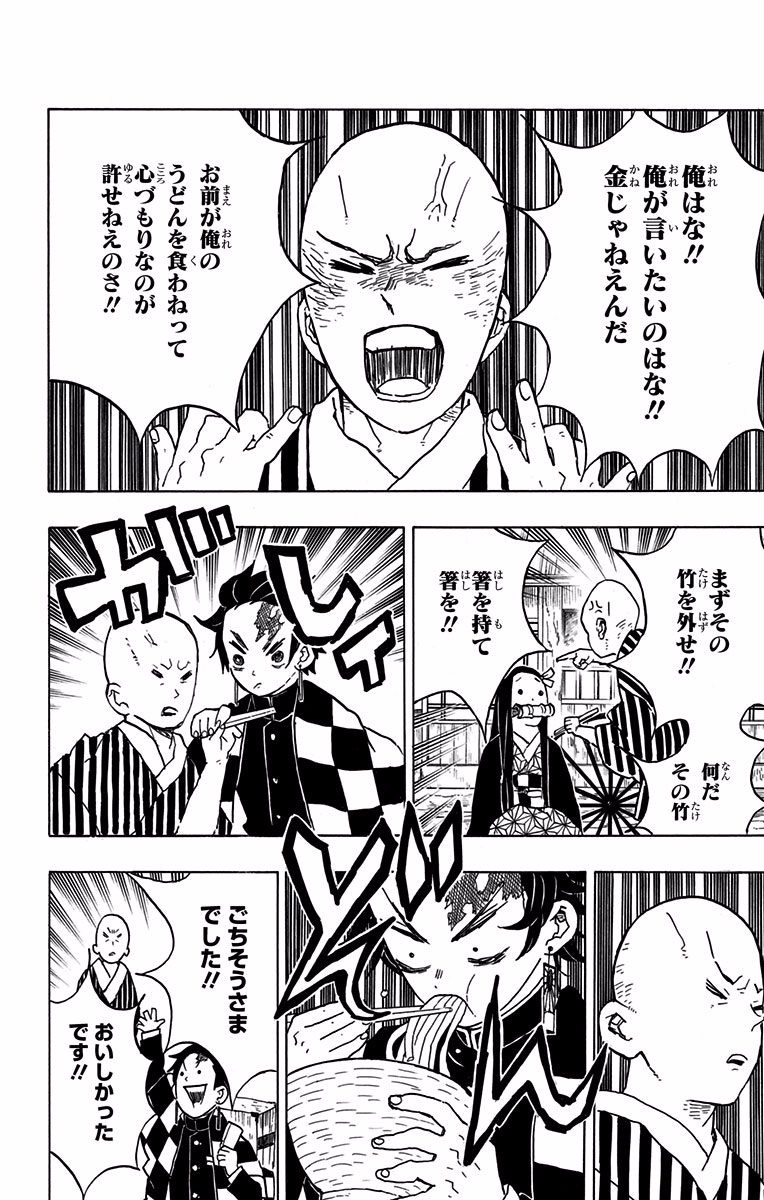 俺はな!!
俺が言いたいのはな!!
金じゃねえんだ
お前が俺の
うどんを食わねって
心づもりなのが
許せねえのさ!!
まずその
竹を外せ!!
何だ
その竹
箸を持て
箸を!!
ガシィ
ゾゾン
ごちそうさま
でした!!
おいしかった
です!!